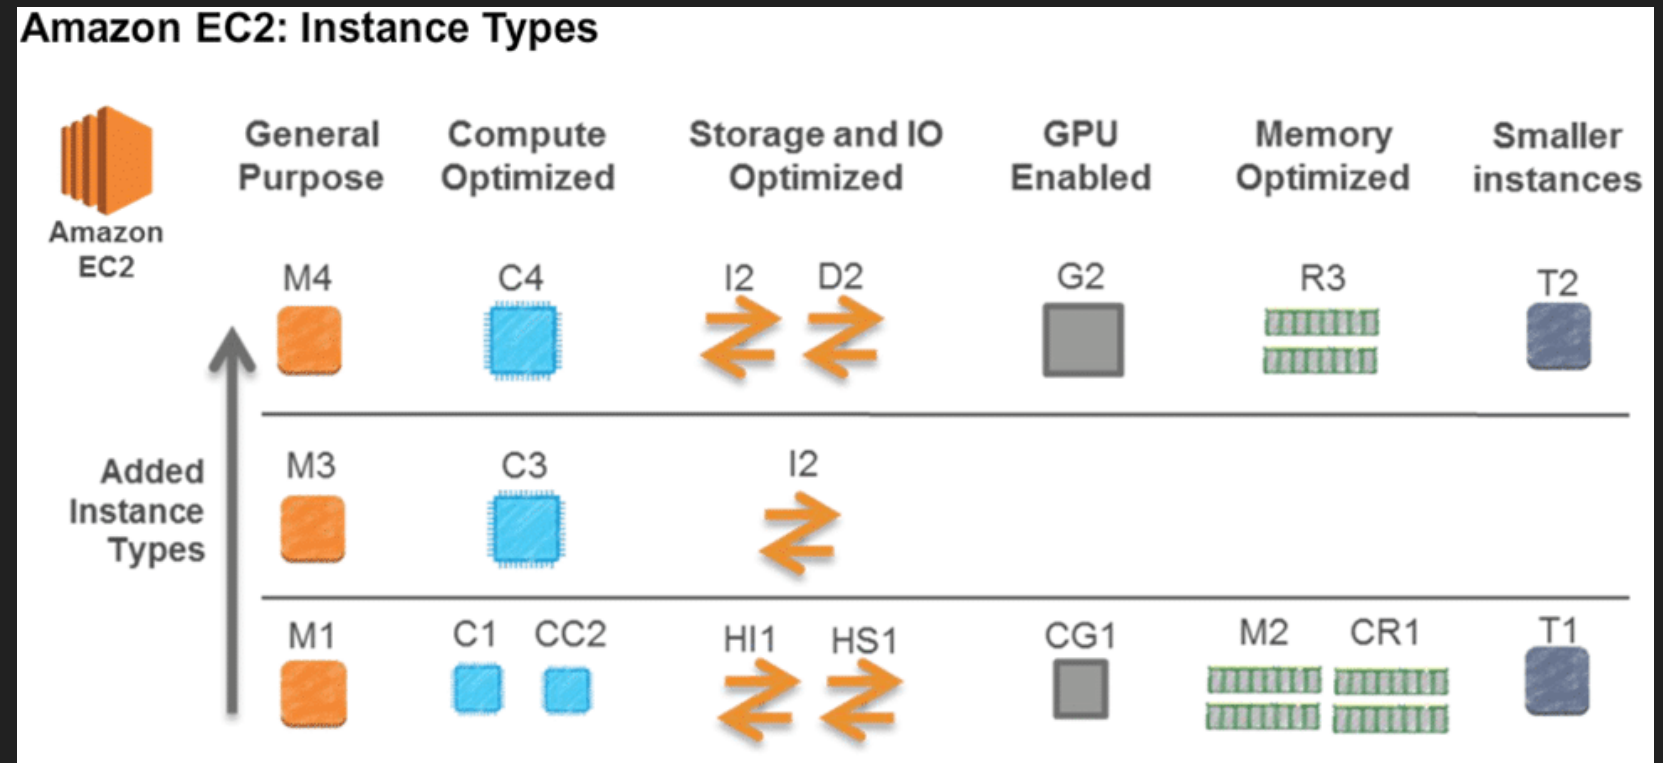 Amazon EC2: Instance Types
General
Purpose
Compute
Optimized
Storage and IO
Optimized
GPU
Enabled
Memory
Optimized
Smaller
instances
Amazon
EC2
M4
C4
I2
D2
G2
R3
T2
Added
Instance
Types
M3
C3
I2
M1
C1
CC2
HI1
HS1
CG1
M2
CR1
T1